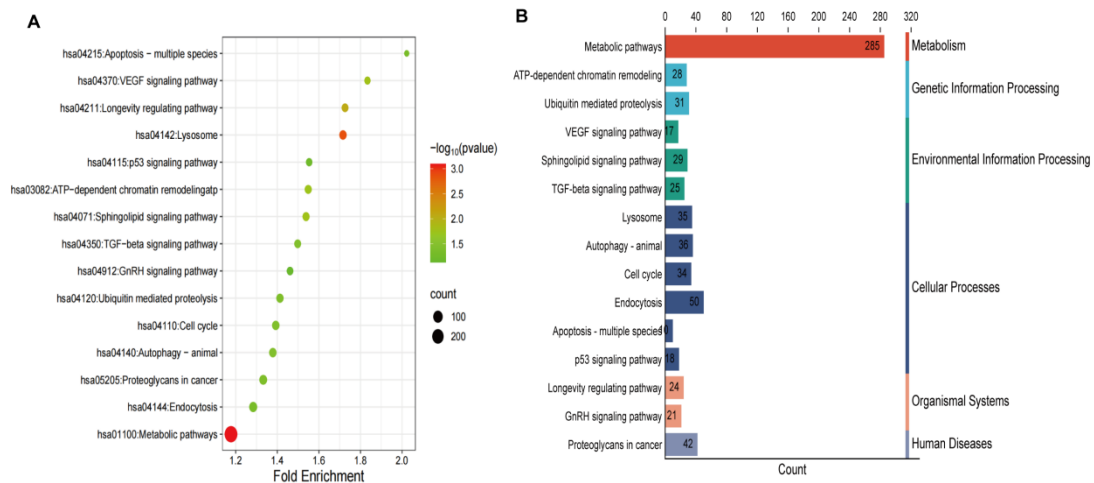 A
hsa04215:Apoptosis − multiple species
hsa04370:VEGF signaling pathway
hsa04211:Longevity regulating pathway
hsa04142:Lysosome
hsa04115:p53 signaling pathway
hsa03082:ATP-dependent chromatin remodelingatp
hsa04071:Sphingolipid signaling pathway
hsa04350:TGF−beta signaling pathway
hsa04912:GnRH signaling pathway
hsa04120:Ubiquitin mediated proteolysis
hsa04110:Cell cycle
hsa04140:Autophagy − animal
hsa05205:Proteoglycans in cancer
hsa04144:Endocytosis
hsa01100:Metabolic pathways
1.2 1.4 1.6 1.8 2.0
Fold Enrichment
−log10(pvalue)
3.0
2.5
2.0
1.5
count
100
200
B
0 40 80 120 160 200 240 280 320
Metabolic pathways 285 Metabolism
ATP-dependent chromatin remodeling 28
Genetic Information Processing
Ubiquitin mediated proteolysis 31
VEGF signaling pathway 17
Sphingolipid signaling pathway 29 Environmental Information Processing
TGF-beta signaling pathway 25
Lysosome 35
Autophagy - animal 36
Cell cycle 34
Cellular Processes
Endocytosis 50
Apoptosis - multiple species 10
p53 signaling pathway 18
Longevity regulating pathway 24
Organismal Systems
GnRH signaling pathway 21
Proteoglycans in cancer 42 Human Diseases
Count